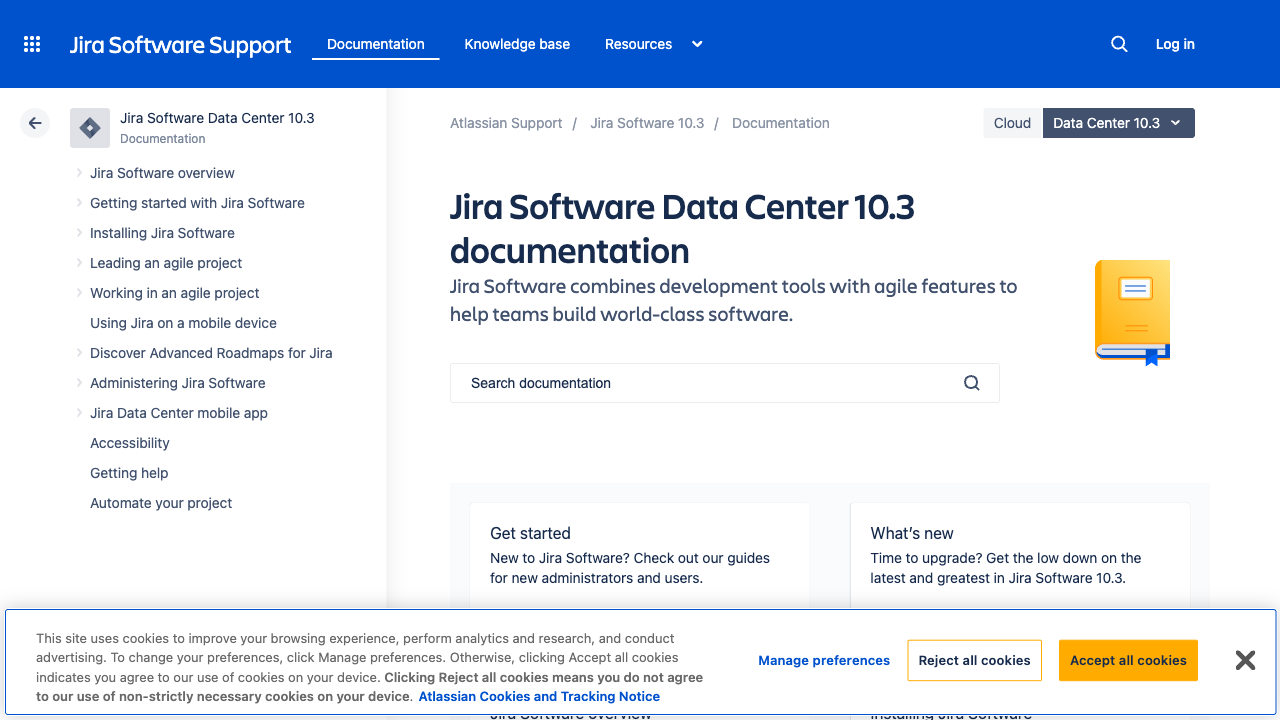 Jira Software Support
Documentation
Knowledge base
Resources
Log in
Jira Software Data Center 10.3
Documentation
Jira Software overview
Getting started with Jira Software
Installing Jira Software
Leading an agile project
Working in an agile project
Using Jira on a mobile device
Discover Advanced Roadmaps for Jira
Administering Jira Software
Jira Data Center mobile app
Accessibility
Getting help
Automate your project
Atlassian Support / Jira Software 10.3 / Documentation
Cloud
Data Center 10.3
Jira Software Data Center 10.3
documentation
Jira Software combines development tools with agile features to
help teams build world-class software.
Search documentation
Get started
New to Jira Software? Check out our guides
for new administrators and users.
What's new
Time to upgrade? Get the low down on the
latest and greatest in Jira Software 10.3.
This site uses cookies to improve your browsing experience, perform analytics and research, and conduct
advertising. To change your preferences, click Manage preferences. Otherwise, clicking Accept all cookies
indicates you agree to our use of cookies on your device. Clicking Reject all cookies means you do not agree
to our use of non-strictly necessary cookies on your device. Atlassian Cookies and Tracking Notice
Manage preferences
Reject all cookies
Accept all cookies
Jira Software overview
Installing Jira Software